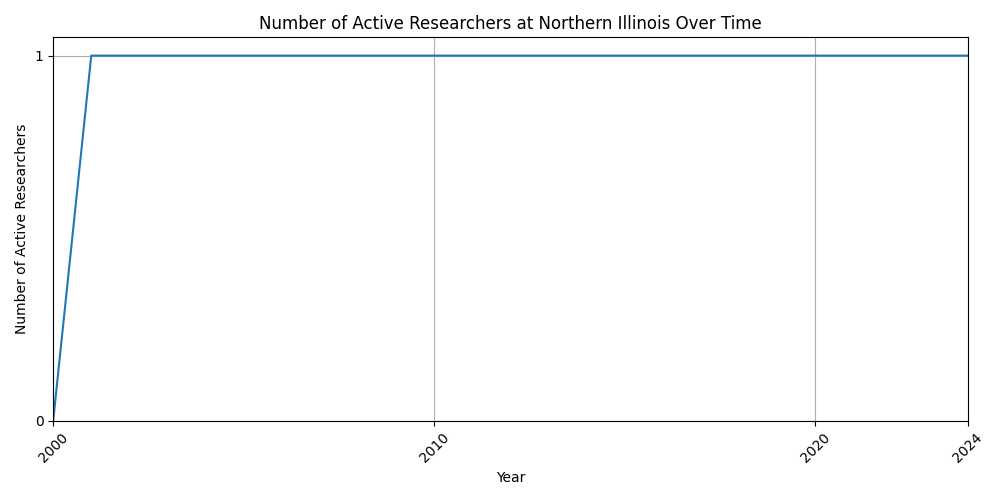 Number of Active Researchers at Northern Illinois Over Time
Number of Active Researchers
1
0
2000
2010
2020
2024
Year